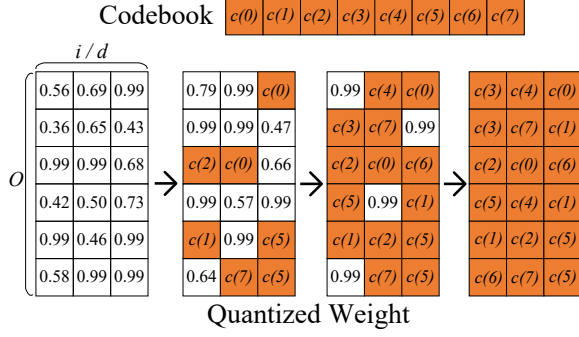 Codebook c(0) c(1) c(2) c(3) c(4) c(5) c(6) c(7)
i / d
O
0.56 0.69 0.99 0.79 0.99 c(0) 0.99 c(4) c(0) c(3) c(4) c(0)
0.36 0.65 0.43 0.99 0.99 0.47 c(3) c(7) 0.99 c(3) c(7) c(1)
0.99 0.99 0.68 c(2) c(0) 0.66 c(2) c(0) c(6) c(2) c(0) c(6)
0.42 0.50 0.73 0.99 0.57 0.99 c(5) 0.99 c(1) c(5) c(4) c(1)
0.99 0.46 0.99 c(1) 0.99 c(5) c(1) c(2) c(5) c(1) c(2) c(5)
0.58 0.99 0.99 0.64 c(7) c(5) 0.99 c(7) c(5) c(6) c(7) c(5)
Quantized Weight